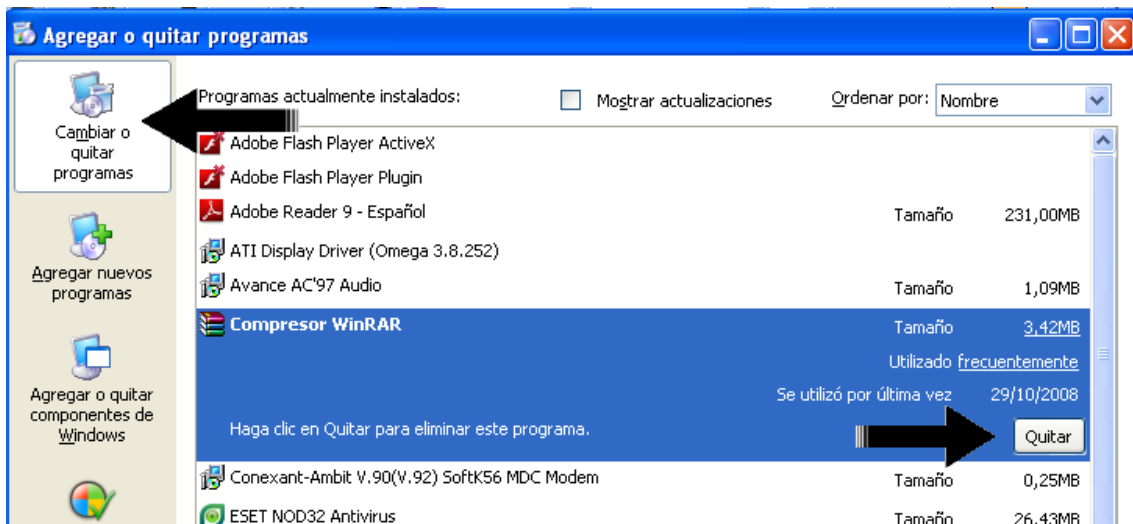 Agregar o quitar programas
Cambiar o
quitar
programas
Agregar nuevos
programas
Agregar o quitar
componentes de
Windows
Programas actualmente instalados:
Mostrar actualizaciones
Ordenar por: Nombre
Adobe Flash Player ActiveX
Adobe Flash Player Plugin
Adobe Reader 9 - Español Tamaño 231,00MB
ATI Display Driver (Omega 3.8.252)
Avance AC'97 Audio Tamaño 1,09MB
Compresor WinRAR Tamaño 3,42MB
Utilizado frecuentemente
Se utilizó por última vez 29/10/2008
Haga clic en Quitar para eliminar este programa. Quitar
Conexant-Ambit V.90(V.92) SoftK56 MDC Modem Tamaño 0,25MB
ESET NOD32 Antivirus Tamaño 26,43MB